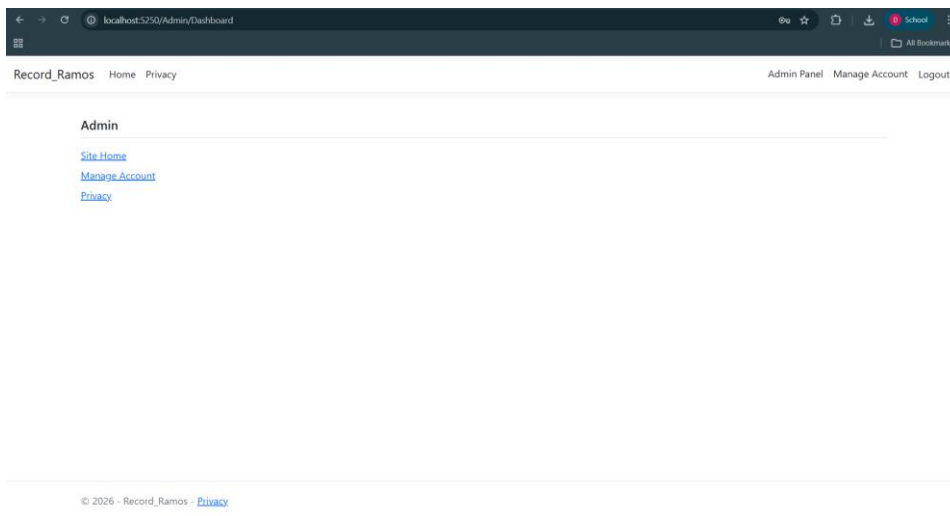 localhost:5250/Admin/Dashboard
D School
All Bookmark
Record_Ramos Home Privacy Admin Panel Manage Account Logout
Admin
Site Home
Manage Account
Privacy
© 2026 - Record_Ramos - Privacy